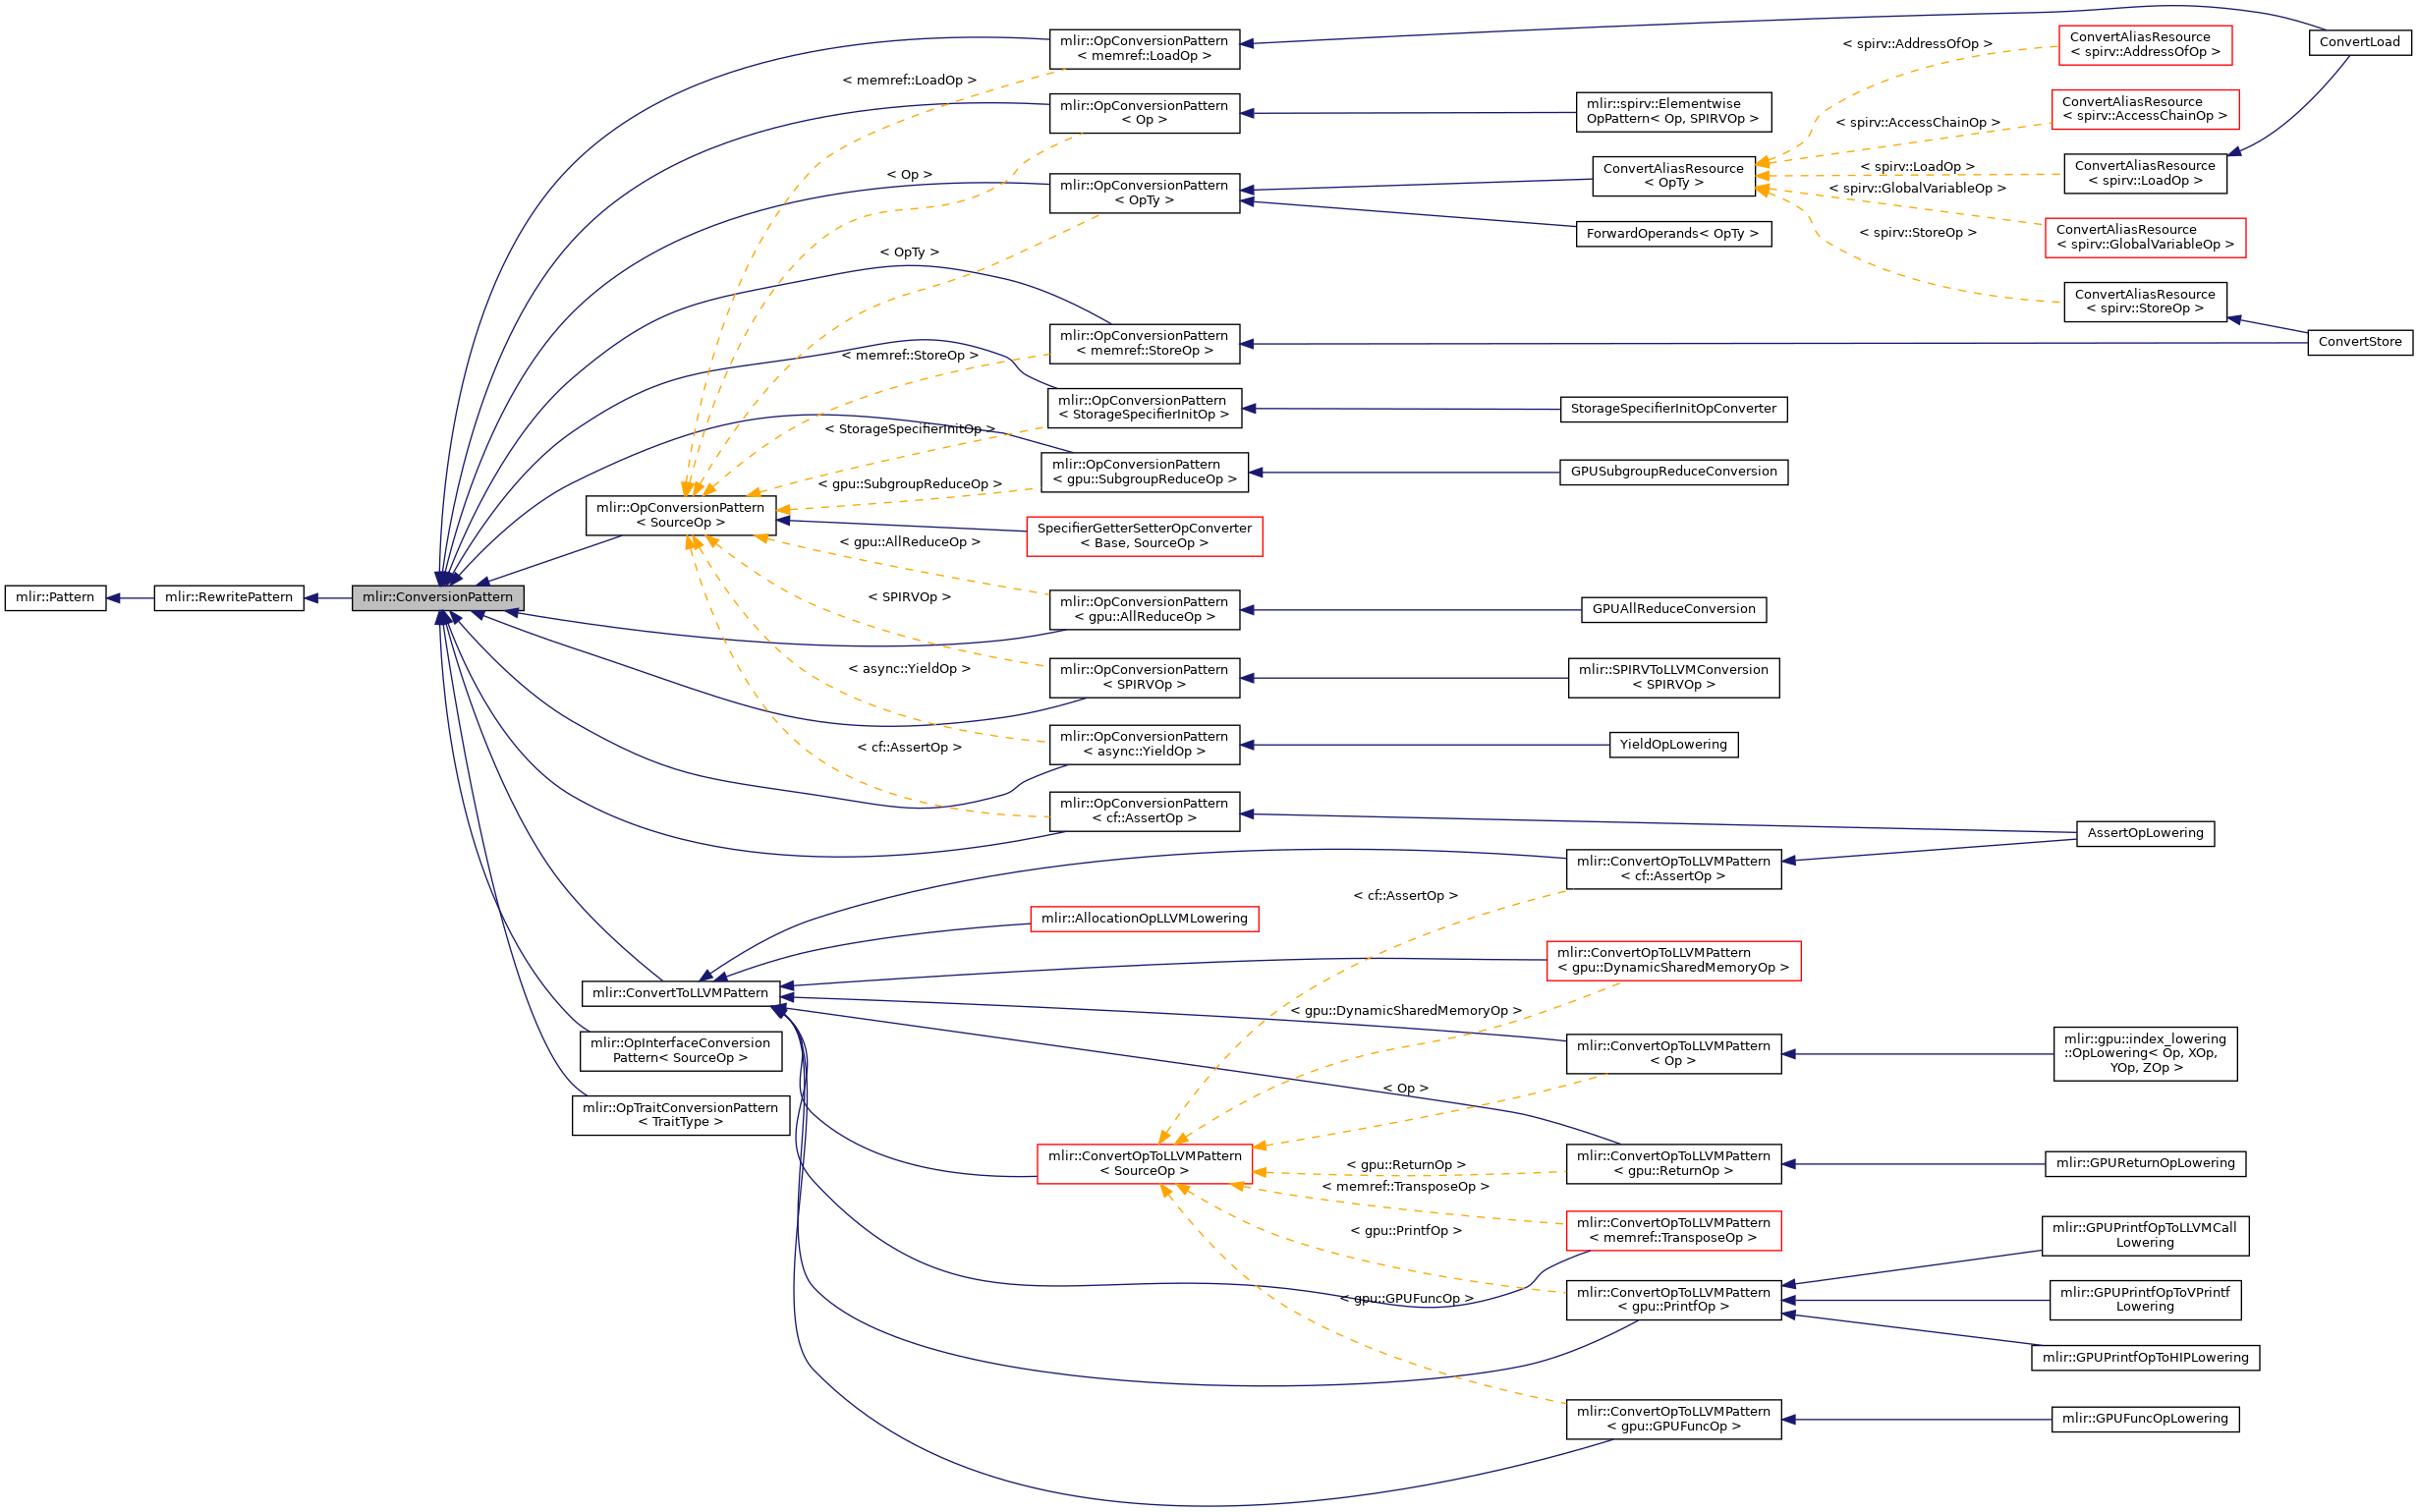 mlir::Pattern
mlir::RewritePattern
mlir::ConversionPattern
mlir::OpConversionPattern
< SourceOp >
mlir::ConvertToLLVMPattern
mlir::OpInterfaceConversion
Pattern< SourceOp >
mlir::OpTraitConversionPattern
< TraitType >
< memref::LoadOp >
< Op >
< OpTy >
< memref::StoreOp >
< StorageSpecifierInitOp >
< gpu::SubgroupReduceOp >
< gpu::AllReduceOp >
< SPIRVOp >
< async::YieldOp >
< cf::AssertOp >
mlir::OpConversionPattern
< memref::LoadOp >
mlir::OpConversionPattern
< Op >
mlir::OpConversionPattern
< OpTy >
mlir::OpConversionPattern
< memref::StoreOp >
mlir::OpConversionPattern
< StorageSpecifierInitOp >
mlir::OpConversionPattern
< gpu::SubgroupReduceOp >
SpecifierGetterSetterOpConverter
< Base, SourceOp >
mlir::OpConversionPattern
< gpu::AllReduceOp >
mlir::OpConversionPattern
< SPIRVOp >
mlir::OpConversionPattern
< async::YieldOp >
mlir::OpConversionPattern
< cf::AssertOp >
mlir::AllocationOpLLVMLowering
mlir::ConvertOpToLLVMPattern
< SourceOp >
< cf::AssertOp >
< gpu::DynamicSharedMemoryOp >
< Op >
< gpu::ReturnOp >
< memref::TransposeOp >
< gpu::PrintfOp >
< gpu::GPUFuncOp >
mlir::spirv::Elementwise
OpPattern< Op, SPIRVOp >
ConvertAliasResource
< OpTy >
ForwardOperands< OpTy >
StorageSpecifierInitOpConverter
GPUSubgroupReduceConversion
GPUAllReduceConversion
mlir::SPIRVToLLVMConversion
< SPIRVOp >
YieldOpLowering
mlir::ConvertOpToLLVMPattern
< cf::AssertOp >
mlir::ConvertOpToLLVMPattern
< gpu::DynamicSharedMemoryOp >
mlir::ConvertOpToLLVMPattern
< Op >
mlir::ConvertOpToLLVMPattern
< gpu::ReturnOp >
mlir::ConvertOpToLLVMPattern
< memref::TransposeOp >
mlir::ConvertOpToLLVMPattern
< gpu::PrintfOp >
mlir::ConvertOpToLLVMPattern
< gpu::GPUFuncOp >
< spirv::AddressOfOp >
< spirv::AccessChainOp >
< spirv::LoadOp >
< spirv::GlobalVariableOp >
< spirv::StoreOp >
ConvertAliasResource
< spirv::AddressOfOp >
ConvertAliasResource
< spirv::AccessChainOp >
ConvertAliasResource
< spirv::LoadOp >
ConvertAliasResource
< spirv::GlobalVariableOp >
ConvertAliasResource
< spirv::StoreOp >
ConvertLoad
ConvertStore
AssertOpLowering
mlir::gpu::index_lowering
::OpLowering< Op, XOp,
YOp, ZOp >
mlir::GPUReturnOpLowering
mlir::GPUPrintfOpToLLVMCall
Lowering
mlir::GPUPrintfOpToVPrintf
Lowering
mlir::GPUPrintfOpToHIPLowering
mlir::GPUFuncOpLowering